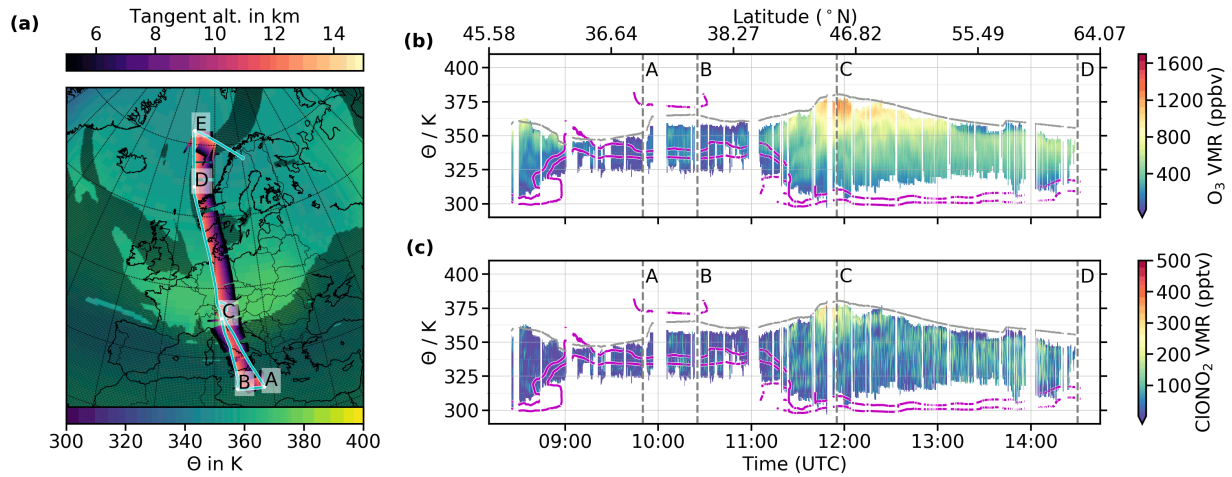 (a)
Tangent alt. in km
6 8 10 12 14
E
D
C
B A
300 320 340 360 400
Θ in K
(b)
Latitude (°N)
45.58 36.64 38.27 46.82 55.49 64.07
A B C D
400
375
350
325
300
Θ / K
1600
1200
800
400
O3 VMR (ppbv)
(c)
A B C D
400
375
350
325
300
Θ / K
09:00 10:00 11:00 12:00 13:00 14:00
Time (UTC)
500
400
300
200
100
ClONO2 VMR (pptv)